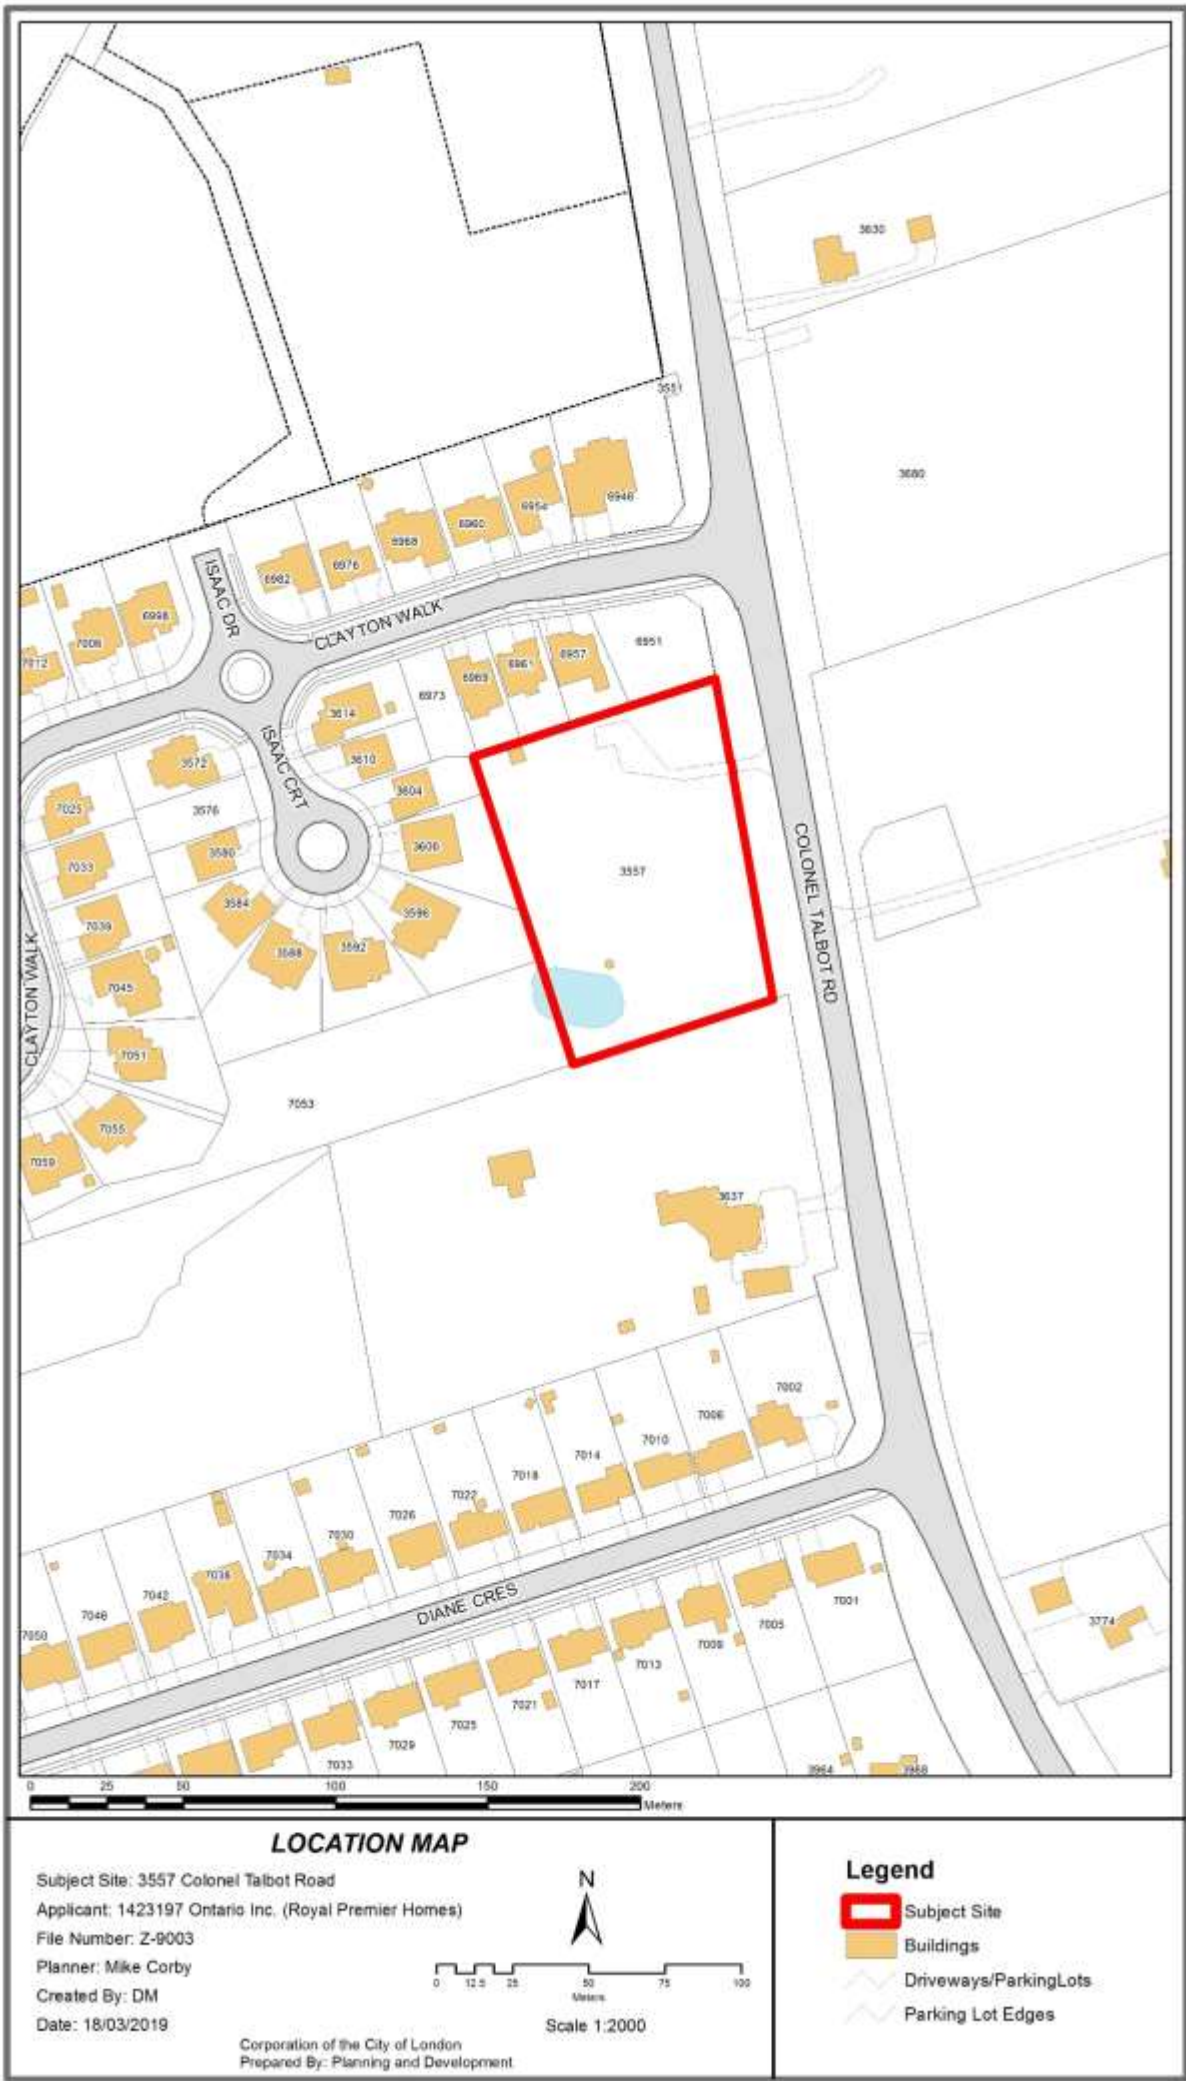 3630
3551
3680
6946
6954
6960
6968
6976
6982
ISAAC DR
CLAYTON WALK
6998
7006
7012
6951
6957
6961
6969
6973
3614
3610
3604
3600
ISAAC CRT
3572
3576
3580
3584
3588
3592
3596
7025
7033
7039
7045
7051
7055
7059
CLAYTON WALK
3557
COLONEL TALBOT RD
7053
3637
7002
7006
7010
7014
7018
7022
7026
7030
7034
7038
7042
7046
7050
DIANE CRES
7001
7005
7009
7013
7017
7021
7025
7029
7033
3774
3964
3968
0 25 50 100 150 200
Meters
LOCATION MAP
Subject Site: 3557 Colonel Talbot Road
Applicant: 1423197 Ontario Inc. (Royal Premier Homes)
File Number: Z-9003
Planner: Mike Corby
Created By: DM
Date: 18/03/2019
N
0 12.5 25 50 75 100
Meters
Scale 1:2000
Corporation of the City of London
Prepared By: Planning and Development
Legend
Subject Site
Buildings
Driveways/ParkingLots
Parking Lot Edges